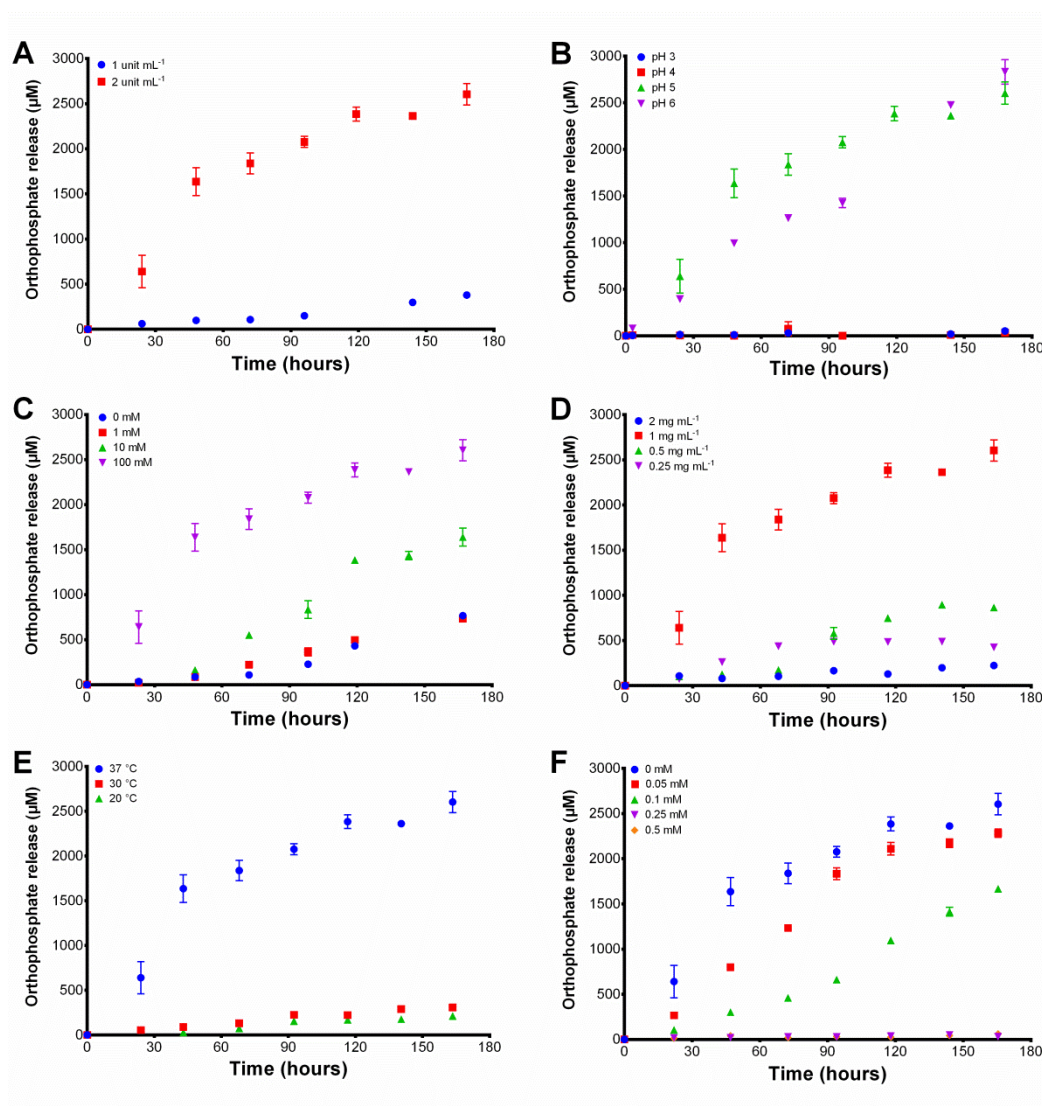 A
1 unit mL⁻¹
2 unit mL⁻¹
Orthophosphate release (µM)
3000
2500
2000
1500
1000
500
0
0 30 60 90 120 150 180
Time (hours)
B
pH 3
pH 4
pH 5
pH 6
Orthophosphate release (µM)
3000
2500
2000
1500
1000
500
0
0 30 60 90 120 150 180
Time (hours)
C
0 mM
1 mM
10 mM
100 mM
Orthophosphate release (µM)
3000
2500
2000
1500
1000
500
0
0 30 60 90 120 150 180
Time (hours)
D
2 mg mL⁻¹
1 mg mL⁻¹
0.5 mg mL⁻¹
0.25 mg mL⁻¹
Orthophosphate release (µM)
3000
2500
2000
1500
1000
500
0
0 30 60 90 120 150 180
Time (hours)
E
37 °C
30 °C
20 °C
Orthophosphate release (µM)
3000
2500
2000
1500
1000
500
0
0 30 60 90 120 150 180
Time (hours)
F
0 mM
0.05 mM
0.1 mM
0.25 mM
0.5 mM
Orthophosphate release (µM)
3000
2500
2000
1500
1000
500
0
0 30 60 90 120 150 180
Time (hours)